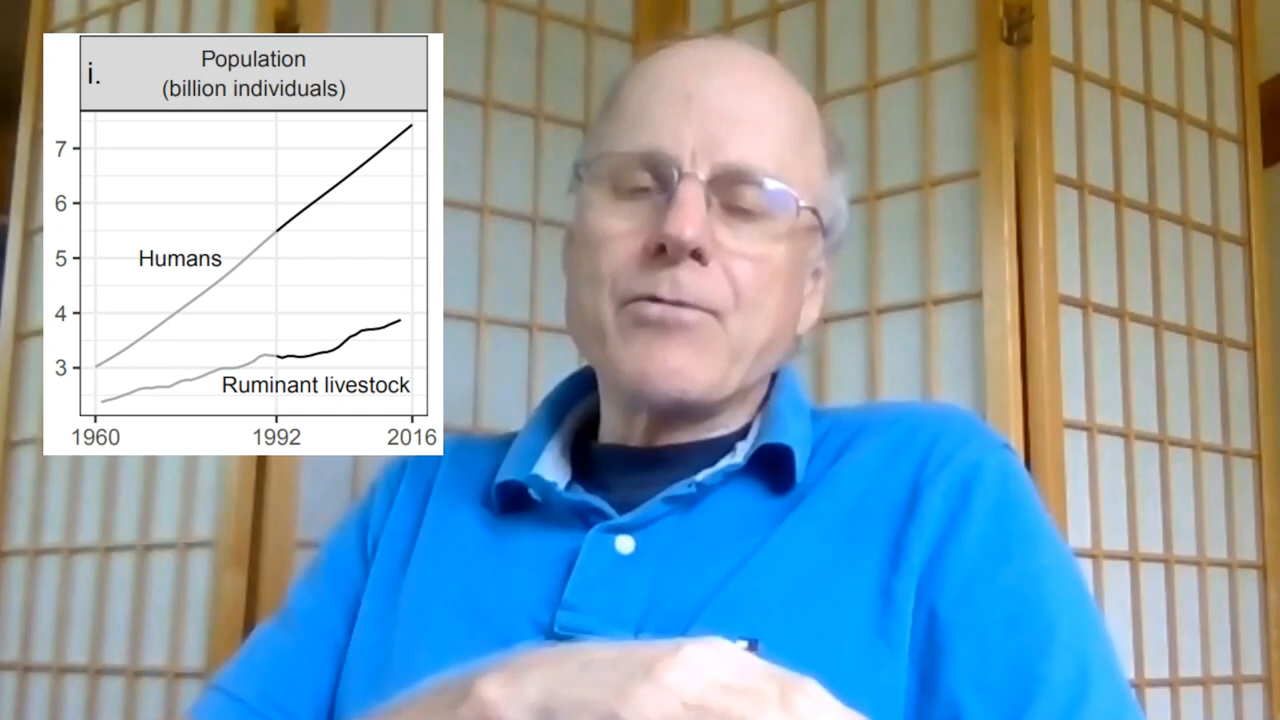 i.
Population
(billion individuals)
7
6
5
4
3
Humans
Ruminant livestock
1960
1992
2016